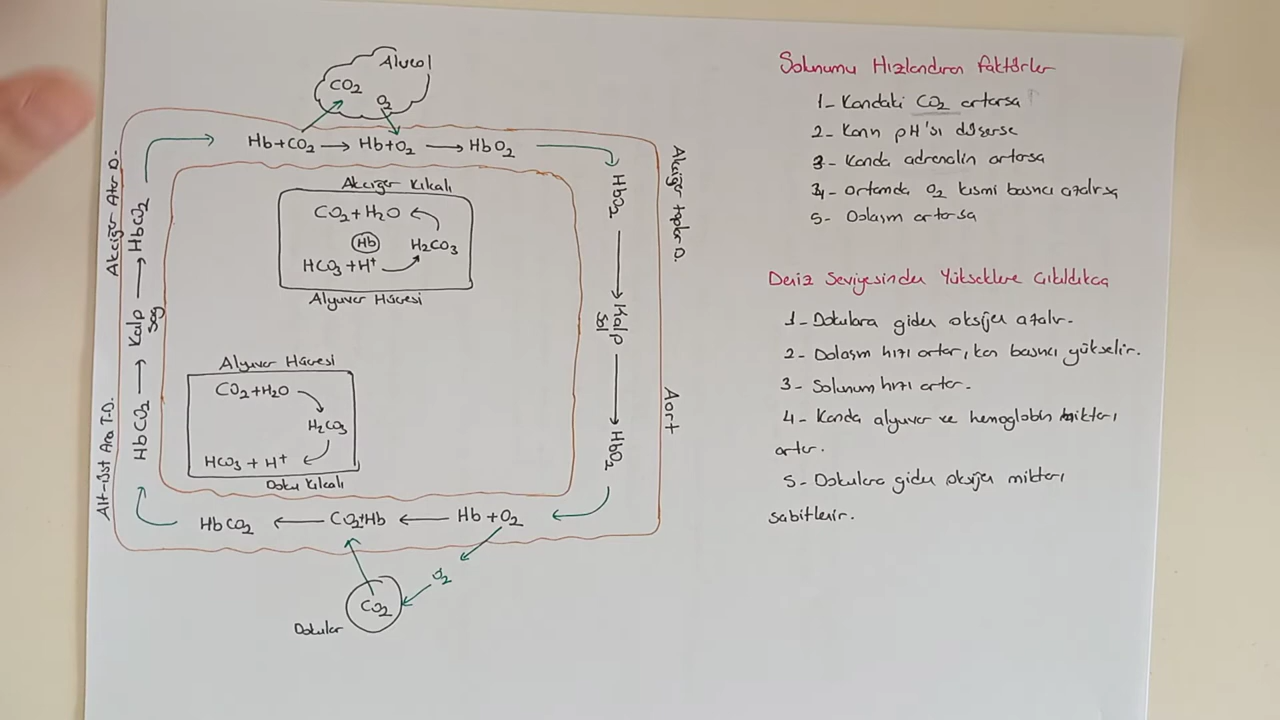 Alveol
CO2
O2
Hb+CO2 → Hb+O2 → HbO2
Akciğer Atar D.
HbCO2
Kalp
Sağ
HbCO2
Alt-Üst Ana T.D.
Akciğer Kılcalı
CO2+H2O
Hb
H2CO3
HCO3 + H+
Alyuvar Hücresi
Alyuvar Hücresi
CO2+H2O
H2CO3
HCO3 + H+
Doku Kılcalı
HbO2
Akciğer toplar D.
Kalp
Sol
HbO2
Aort
HbCO2 ← CO2+Hb ← Hb+O2
O2
CO2
Dokular
Solunumu Hızlandıran Faktörler
1- Kandaki CO2 artarsa
2- Kanın pH'sı düşerse
3- Kanda adrenalin artarsa
4- Ortamda O2 kısmi basıncı azalırsa
5- Dolaşım artarsa
Deniz Seviyesinden Yükseklere Çıkıldıkça
1- Dokulara giden oksijen azalır.
2- Dolaşım hızı artar, kan basıncı yükselir.
3- Solunum hızı artar.
4- Kanda alyuvar ve hemoglobin miktarı
artar.
5- Dokulara giden oksijen miktarı
sabitlenir.